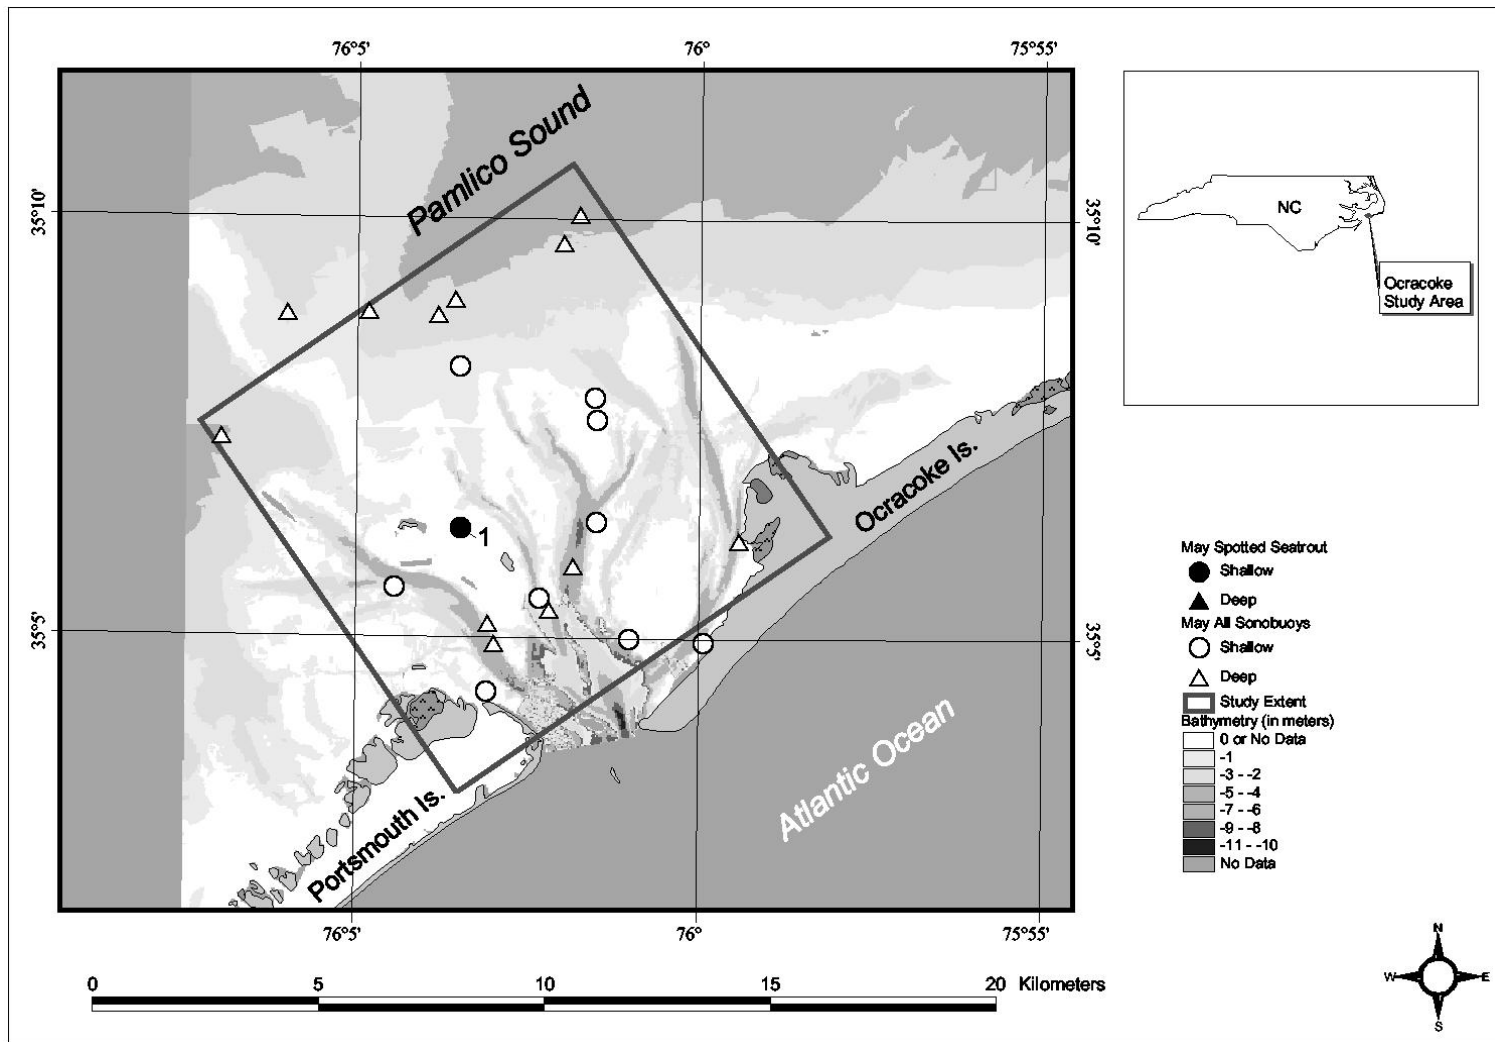 76°5'
76°
75°55'
Pamlico Sound
35°10'
35°10'
NC
Ocracoke
Study Area
Ocracoke Is.
1
35°5'
35°5'
Portsmouth Is.
Atlantic Ocean
76°5'
76°
75°55'
May Spotted Seatrout
Shallow
Deep
May All Sonobuoys
Shallow
Deep
Study Extent
Bathymetry (in meters)
0 or No Data
-1
-3 - -2
-5 - -4
-7 - -6
-9 - -8
-11 - -10
No Data
0
5
10
15
20 Kilometers
N
W
E
S